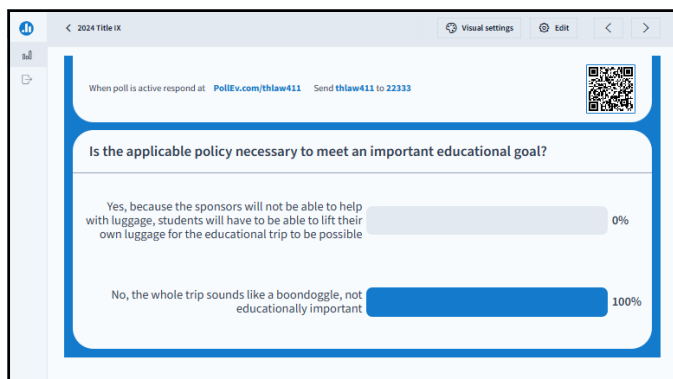 2024 Title IX
Visual settings
Edit
When poll is active respond at PollEv.com/thlaw411 Send thlaw411 to 22333
Is the applicable policy necessary to meet an important educational goal?
Yes, because the sponsors will not be able to help
with luggage, students will have to be able to lift their
own luggage for the educational trip to be possible
0%
No, the whole trip sounds like a boondoggle, not
educationally important
100%